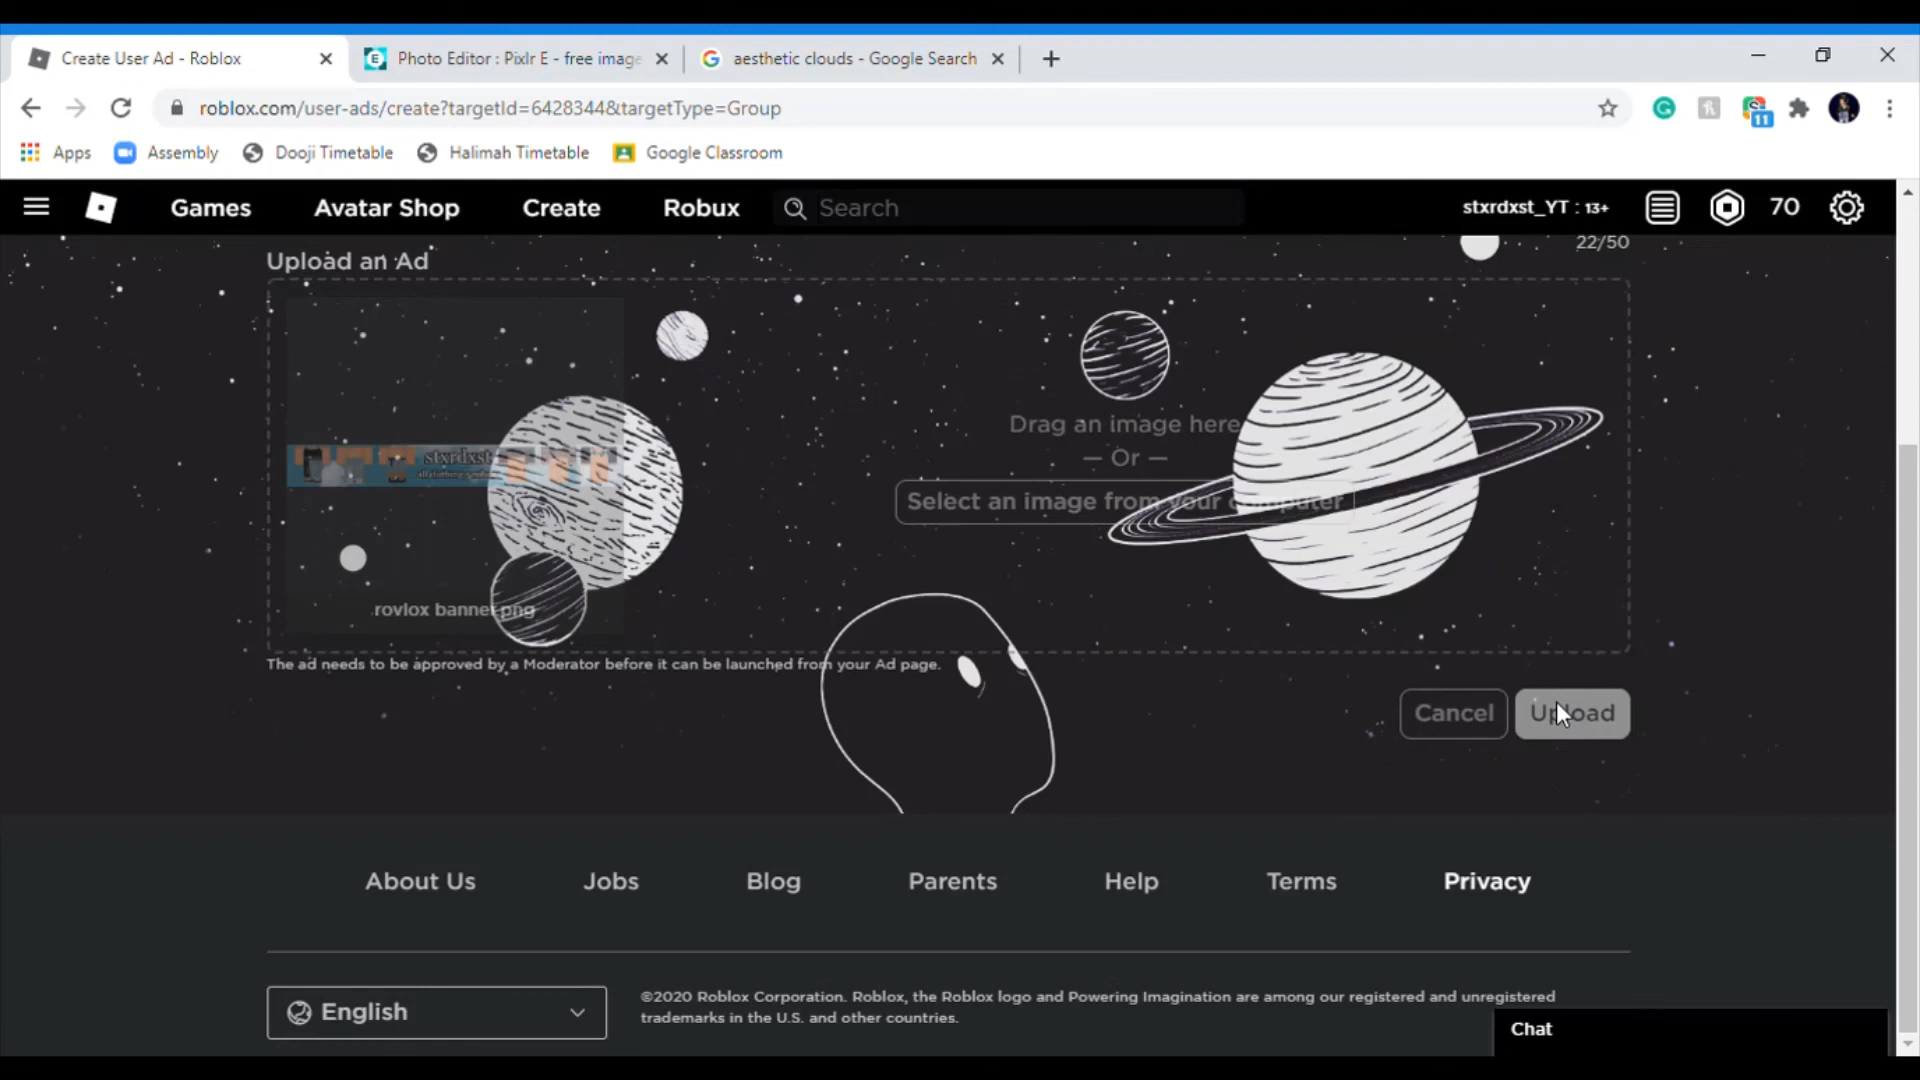 Create User Ad - Roblox
Photo Editor : Pixlr E - free image
aesthetic clouds - Google Search
roblox.com/user-ads/create?targetId=6428344&targetType=Group
11
Apps
Assembly
Dooji Timetable
Halimah Timetable
Google Classroom
Games
Avatar Shop
Create
Robux
Search
stxrdxst_YT : 13+
70
22/50
Upload an Ad
Drag an image here
— Or —
Select an image from your computer
stxrdxst
rovlox banner.png
The ad needs to be approved by a Moderator before it can be launched from your Ad page.
Cancel
Upload
About Us
Jobs
Blog
Parents
Help
Terms
Privacy
English
©2020 Roblox Corporation. Roblox, the Roblox logo and Powering Imagination are among our registered and unregistered
trademarks in the U.S. and other countries.
Chat